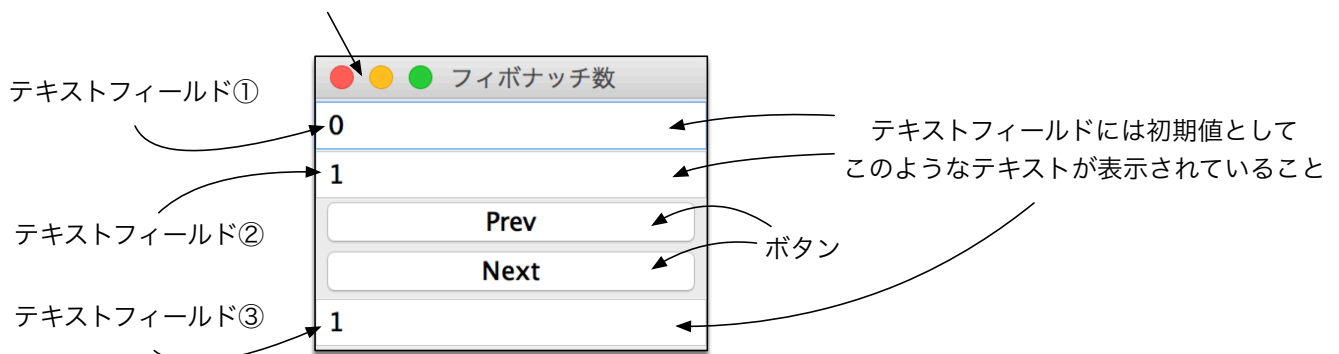 フィボナッチ数
テキストフィールド①
0
テキストフィールドには初期値として
このようなテキストが表示されていること
1
Prev
テキストフィールド②
ボタン
Next
テキストフィールド③
1